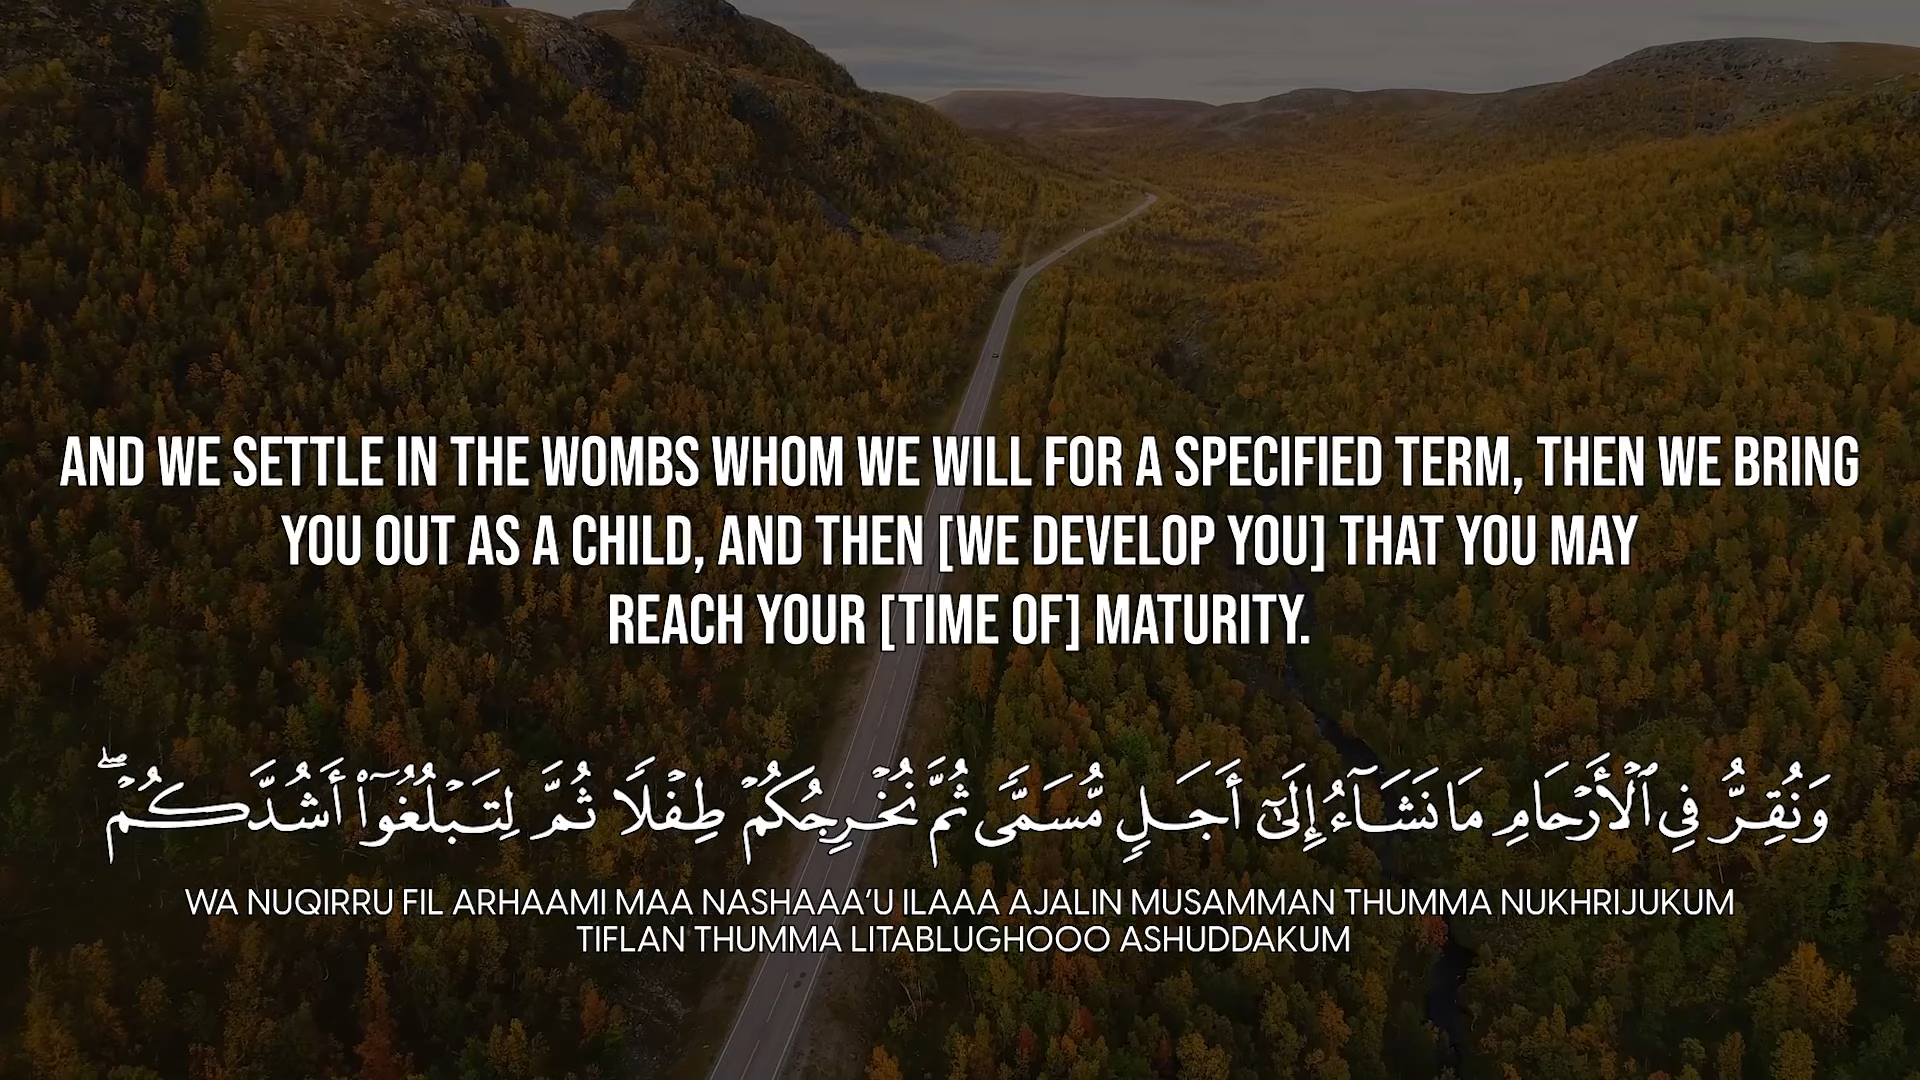 AND WE SETTLE IN THE WOMBS WHOM WE WILL FOR A SPECIFIED TERM, THEN WE BRING
YOU OUT AS A CHILD, AND THEN [WE DEVELOP YOU] THAT YOU MAY
REACH YOUR [TIME OF] MATURITY.
وَنُقِرُّ فِي ٱلْأَرْحَامِ مَا نَشَآءُ إِلَىٰٓ أَجَلٍ مُّسَمًّى ثُمَّ نُخْرِجُكُمْ طِفْلًا ثُمَّ لِتَبْلُغُوٓا۟ أَشُدَّكُمْ ۖ
WA NUQIRRU FIL ARHAAMI MAA NASHAAA'U ILAAA AJALIN MUSAMMAN THUMMA NUKHRIJUKUM
TIFLAN THUMMA LITABLUGHOOO ASHUDDAKUM